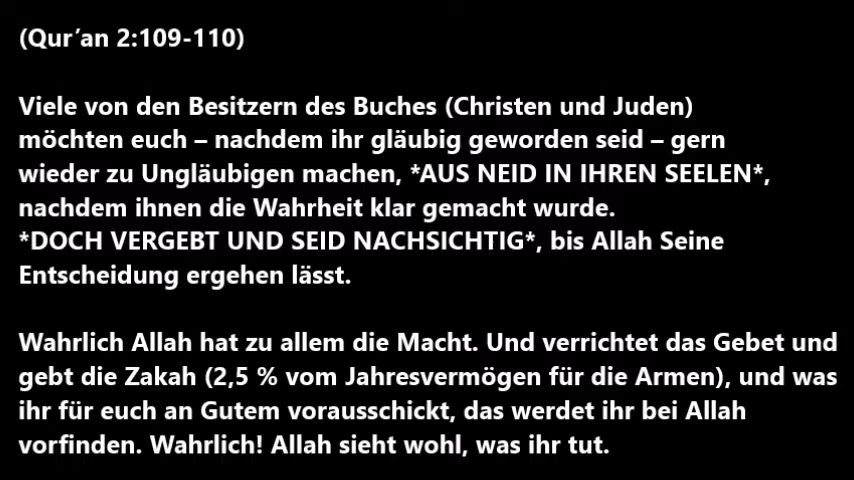 (Qur’an 2:109-110)
Viele von den Besitzern des Buches (Christen und Juden)
möchten euch – nachdem ihr gläubig geworden seid – gern
wieder zu Ungläubigen machen, *AUS NEID IN IHREN SEELEN*,
nachdem ihnen die Wahrheit klar gemacht wurde.
*DOCH VERGEBT UND SEID NACHSICHTIG*, bis Allah Seine
Entscheidung ergehen lässt.
Wahrlich Allah hat zu allem die Macht. Und verrichtet das Gebet und
gebt die Zakah (2,5 % vom Jahresvermögen für die Armen), und was
ihr für euch an Gutem vorausschickt, das werdet ihr bei Allah
vorfinden. Wahrlich! Allah sieht wohl, was ihr tut.